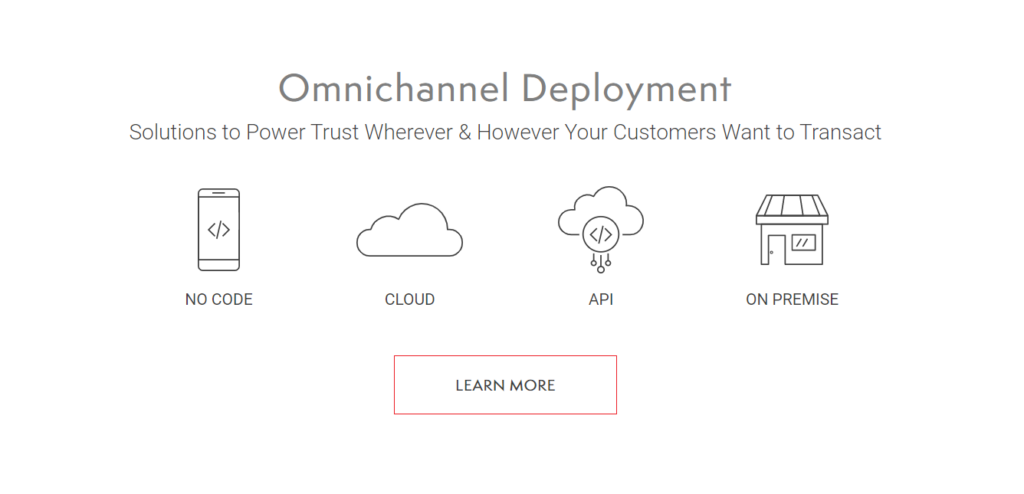 Omnichannel Deployment
Solutions to Power Trust Wherever & However Your Customers Want to Transact
NO CODE
CLOUD
API
ON PREMISE
LEARN MORE